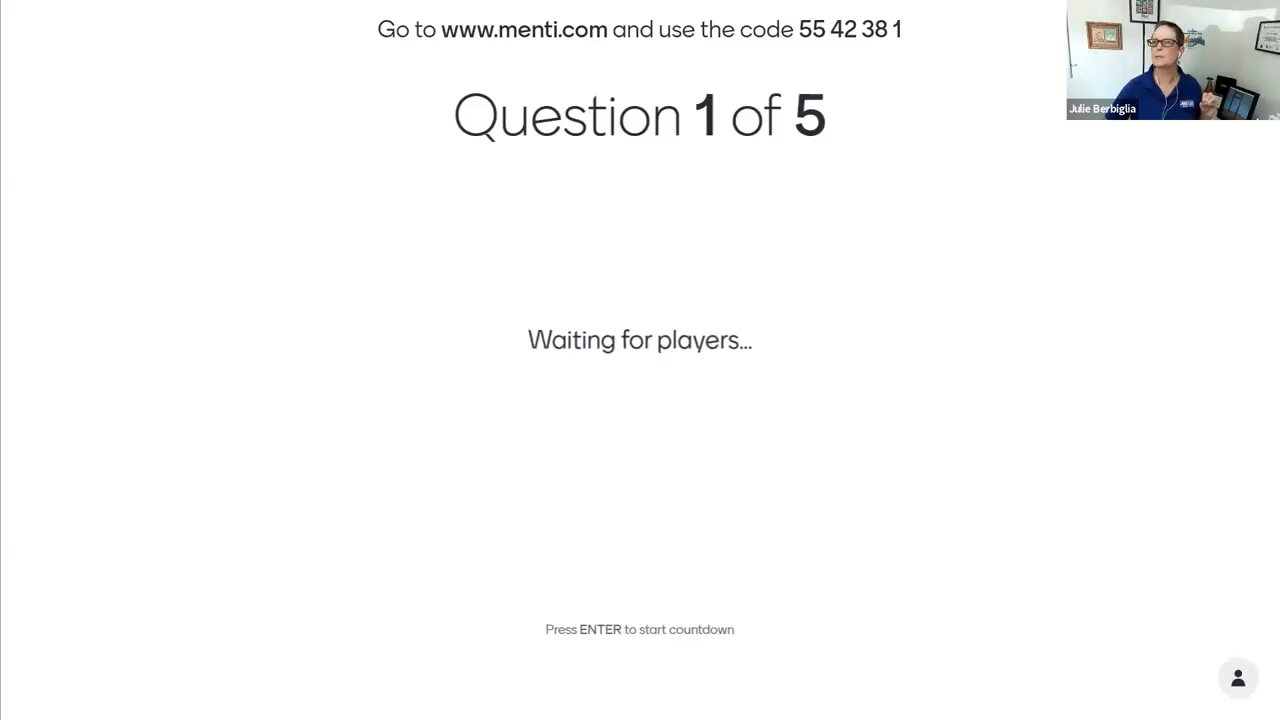 Go to www.menti.com and use the code 55 42 38 1
Question 1 of 5
Julie Berbiglia
Waiting for players...
Press ENTER to start countdown